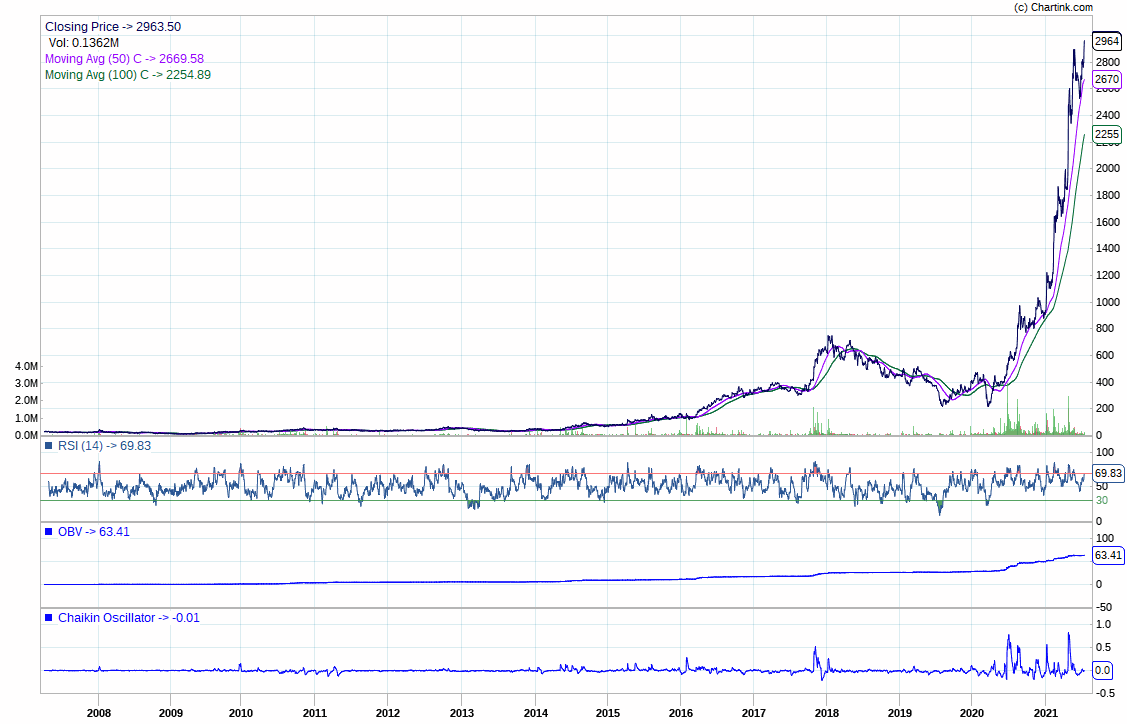 (c) Chartink.com
Closing Price -> 2963.50
Vol: 0.1362M
Moving Avg (50) C -> 2669.58
Moving Avg (100) C -> 2254.89
2964
2800
2670
2600
2400
2255
2200
2000
1800
1600
1400
1200
1000
800
600
400
200
0
4.0M
3.0M
2.0M
1.0M
0.0M
RSI (14) -> 69.83
100
69.83
50
30
0
OBV -> 63.41
100
63.41
0
-50
Chaikin Oscillator -> -0.01
1.0
0.5
0.0
-0.5
2008 2009 2010 2011 2012 2013 2014 2015 2016 2017 2018 2019 2020 2021